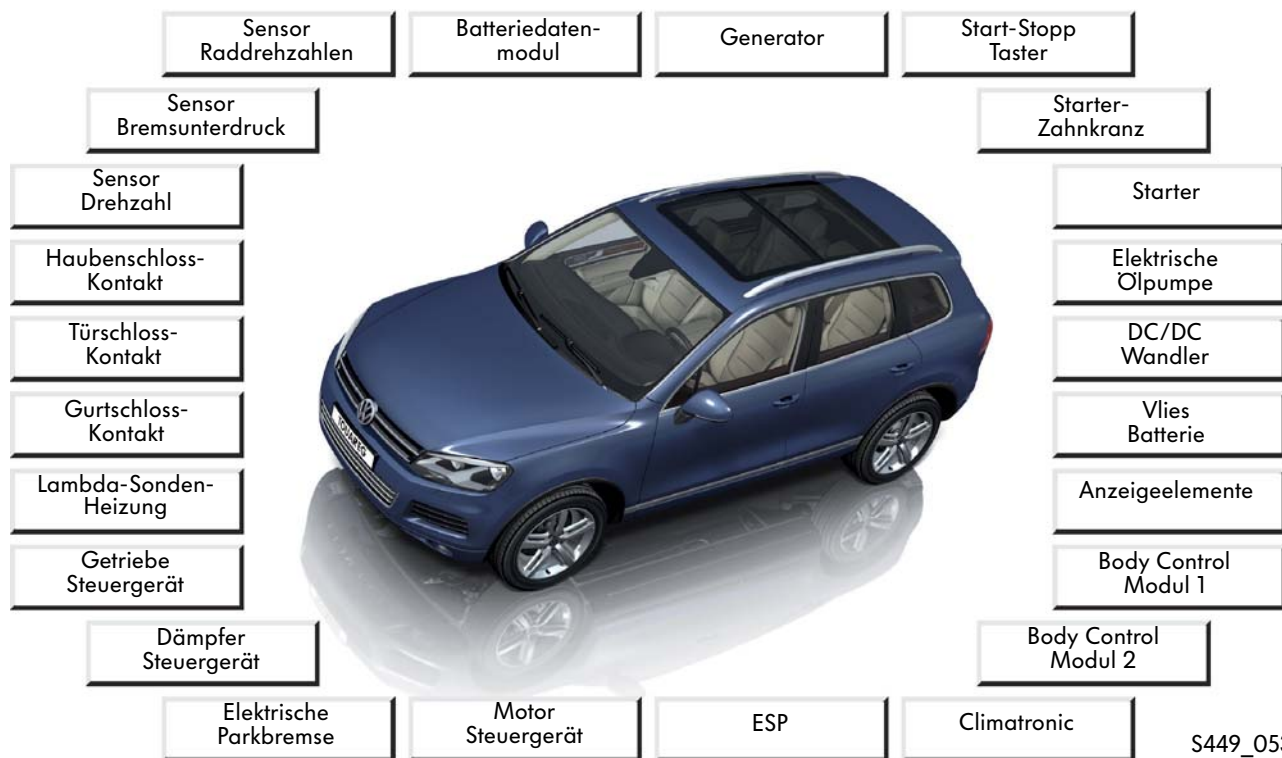 Sensor
Raddrehzahlen
Batteriedaten-
modul
Generator
Start-Stopp
Taster
Sensor
Bremsunterdruck
Starter-
Zahnkranz
Sensor
Drehzahl
Starter
Haubenschloss-
Kontakt
Elektrische
Ölpumpe
Türschloss-
Kontakt
DC/DC
Wandler
Gurtschloss-
Kontakt
Vlies
Batterie
Lambda-Sonden-
Heizung
Anzeigeelemente
Getriebe
Steuergerät
Body Control
Modul 1
Dämpfer
Steuergerät
Body Control
Modul 2
Elektrische
Parkbremse
Motor
Steuergerät
ESP
Climatronic
TOUAREG
S449_053